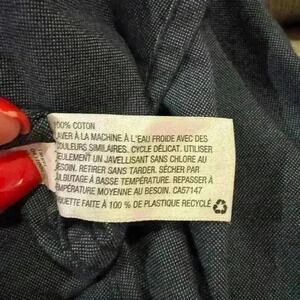 100% COTON
LAVER À LA MACHINE À L'EAU FROIDE AVEC DES
COULEURS SIMILAIRES. CYCLE DÉLICAT. UTILISER
SEULEMENT UN JAVELLISANT SANS CHLORE AU
BESOIN. RETIRER SANS TARDER. SÉCHER PAR
CULBUTAGE À BASSE TEMPÉRATURE. REPASSER À
TEMPÉRATURE MOYENNE AU BESOIN. CA57147
ÉTIQUETTE FAITE À 100 % DE PLASTIQUE RECYCLÉ